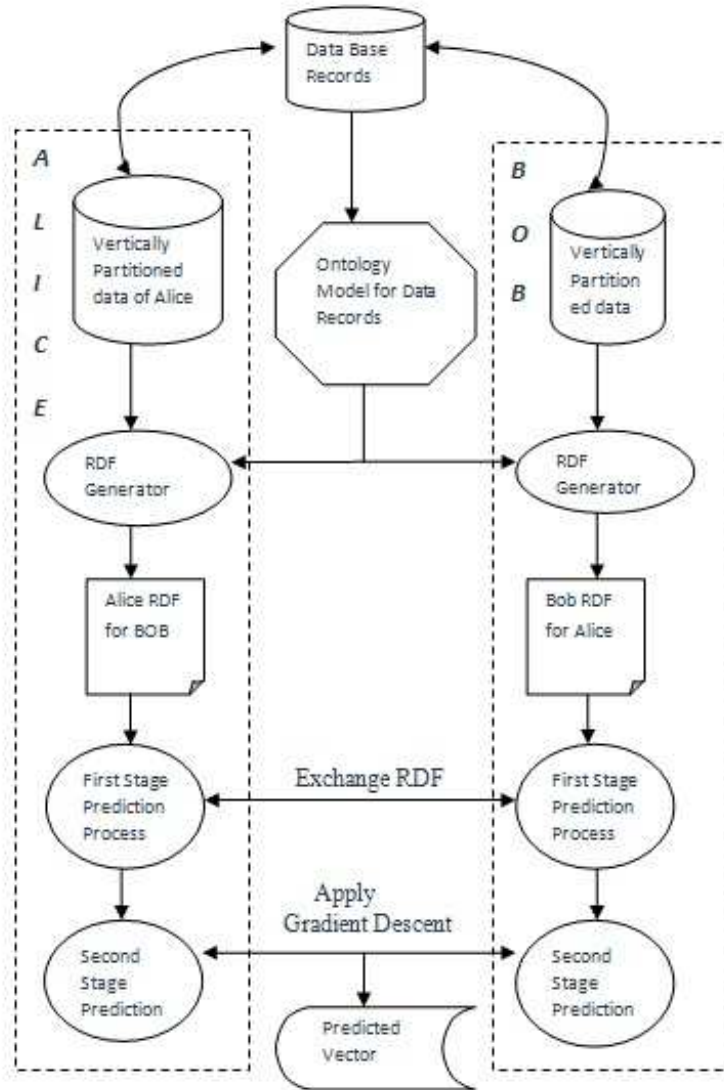 Data Base
Records
A
L
I
C
E
Vertically
Partitioned
data of Alice
Ontology
Model for Data
Records
B
O
B
Vertically
Partition
ed data
RDF
Generator
RDF
Generator
Alice RDF
for BOB
Bob RDF
for Alice
First Stage
Prediction
Process
Exchange RDF
First Stage
Prediction
Process
Apply
Gradient Descent
Second
Stage
Prediction
Second
Stage
Prediction
Predicted
Vector